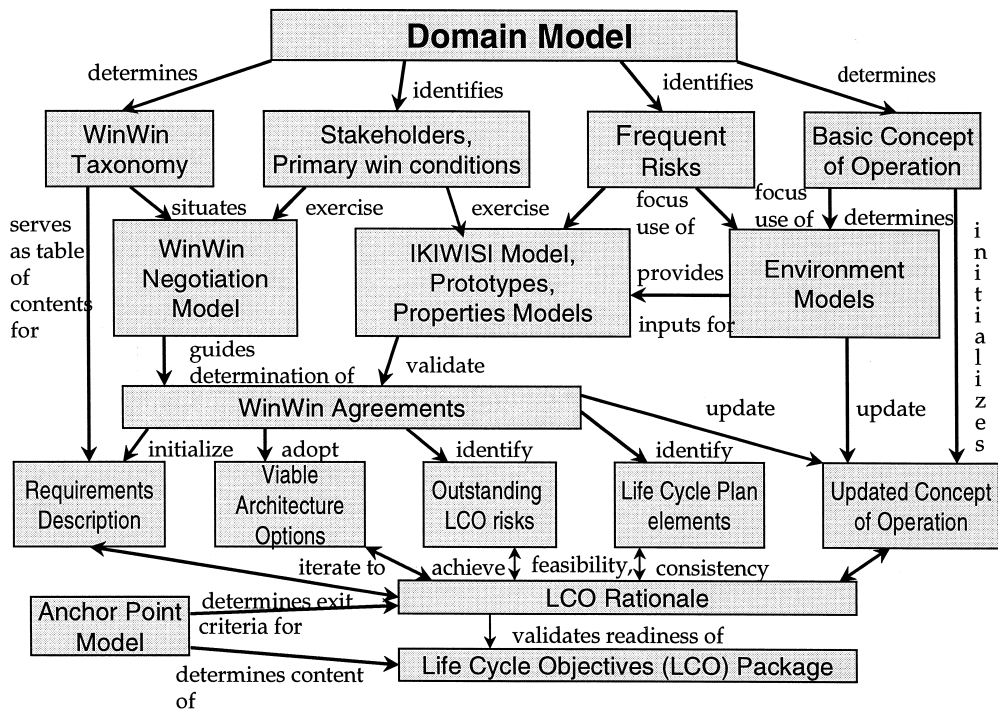 Domain Model
determines
identifies
identifies
determines
WinWin
Taxonomy
Stakeholders,
Primary win conditions
Frequent
Risks
Basic Concept
of Operation
serves
as table
of
contents
for
situates
exercise
exercise
focus
use of
focus
use of
determines
initializes
WinWin
Negotiation
Model
IKIWISI Model,
Prototypes,
Properties Models
provides
inputs for
Environment
Models
guides
determination of
validate
WinWin Agreements
update
update
initialize
adopt
identify
identify
Requirements
Description
Viable
Architecture
Options
Outstanding
LCO risks
Life Cycle Plan
elements
Updated Concept
of Operation
iterate to
achieve
feasibility,
consistency
LCO Rationale
Anchor Point
Model
determines exit
criteria for
validates readiness of
Life Cycle Objectives (LCO) Package
determines content
of